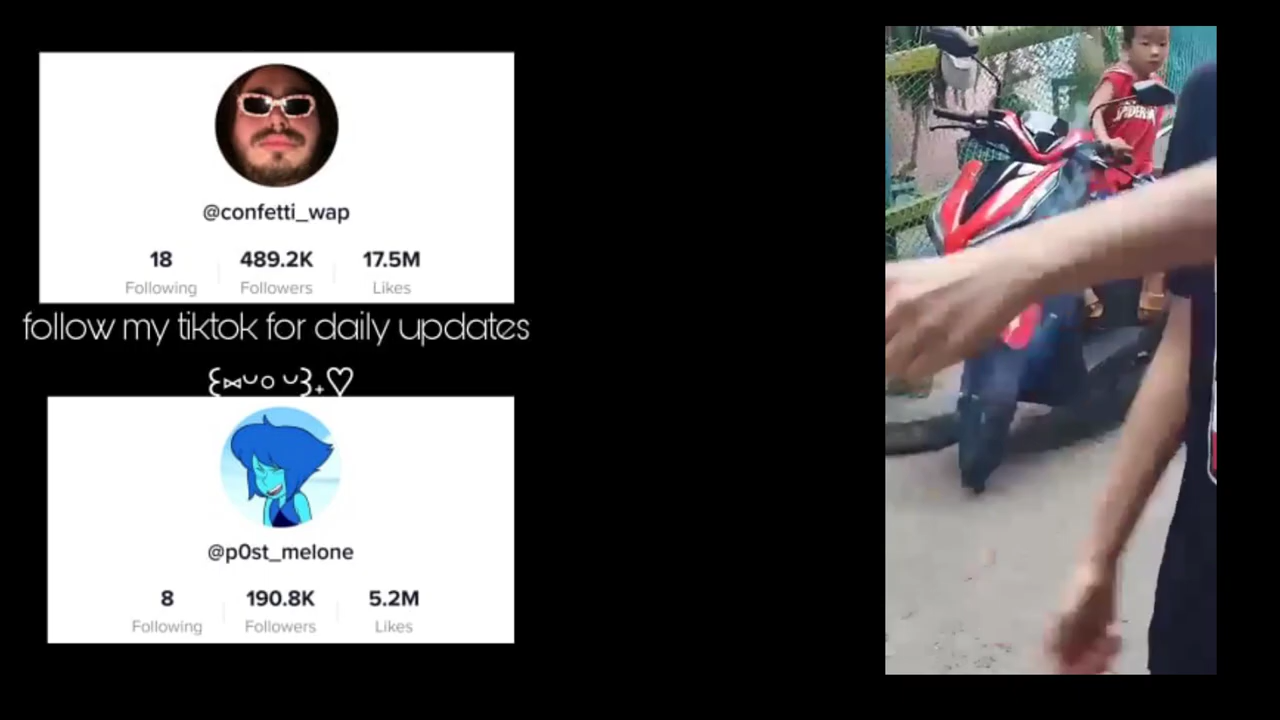 @confetti_wap
18 489.2K 17.5M
Following Followers Likes
follow my tiktok for daily updates
꒰⑅ᵕ༚ᵕ꒱˖♡
@p0st_melone
8 190.8K 5.2M
Following Followers Likes